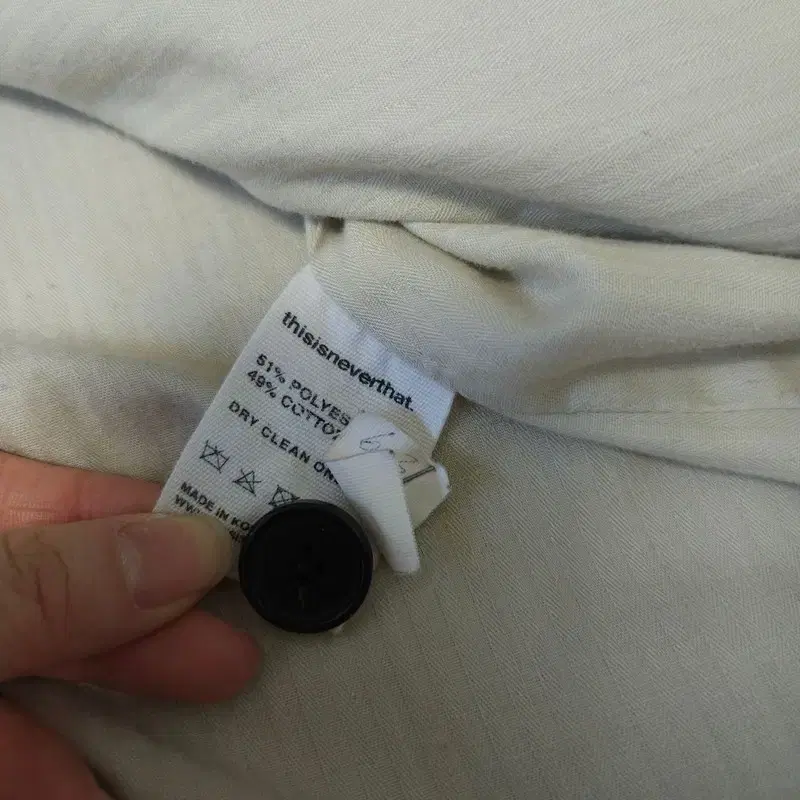 thisisneverthat.
51% POLYES
49% COTTO
DRY CLEAN ON
MADE IN KO